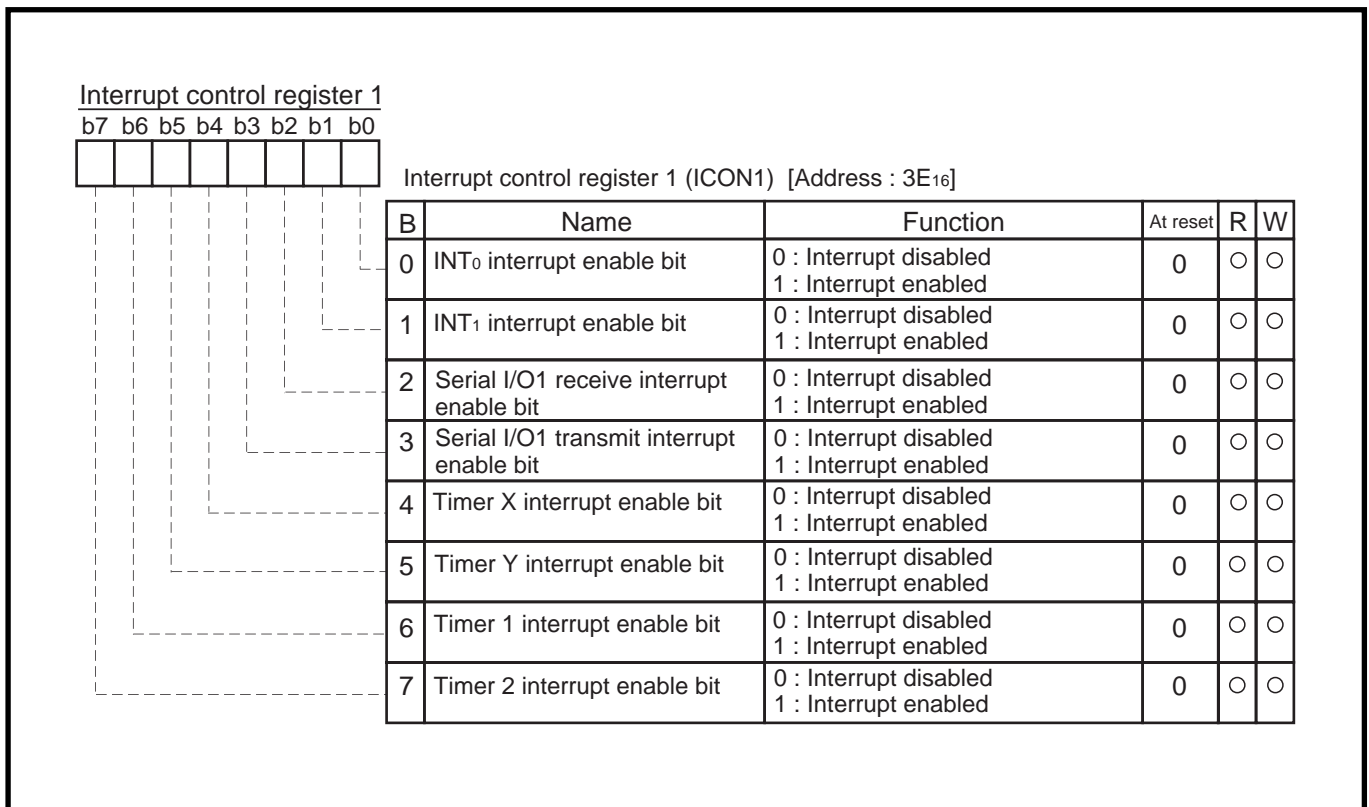 Interrupt control register 1
b7 b6 b5 b4 b3 b2 b1 b0
Interrupt control register 1 (ICON1) [Address : 3E16]
B Name Function At reset R W
0 INT0 interrupt enable bit 0 : Interrupt disabled 0 ○ ○
1 : Interrupt enabled
1 INT1 interrupt enable bit 0 : Interrupt disabled 0 ○ ○
1 : Interrupt enabled
2 Serial I/O1 receive interrupt 0 : Interrupt disabled 0 ○ ○
enable bit 1 : Interrupt enabled
3 Serial I/O1 transmit interrupt 0 : Interrupt disabled 0 ○ ○
enable bit 1 : Interrupt enabled
4 Timer X interrupt enable bit 0 : Interrupt disabled 0 ○ ○
1 : Interrupt enabled
5 Timer Y interrupt enable bit 0 : Interrupt disabled 0 ○ ○
1 : Interrupt enabled
6 Timer 1 interrupt enable bit 0 : Interrupt disabled 0 ○ ○
1 : Interrupt enabled
7 Timer 2 interrupt enable bit 0 : Interrupt disabled 0 ○ ○
1 : Interrupt enabled